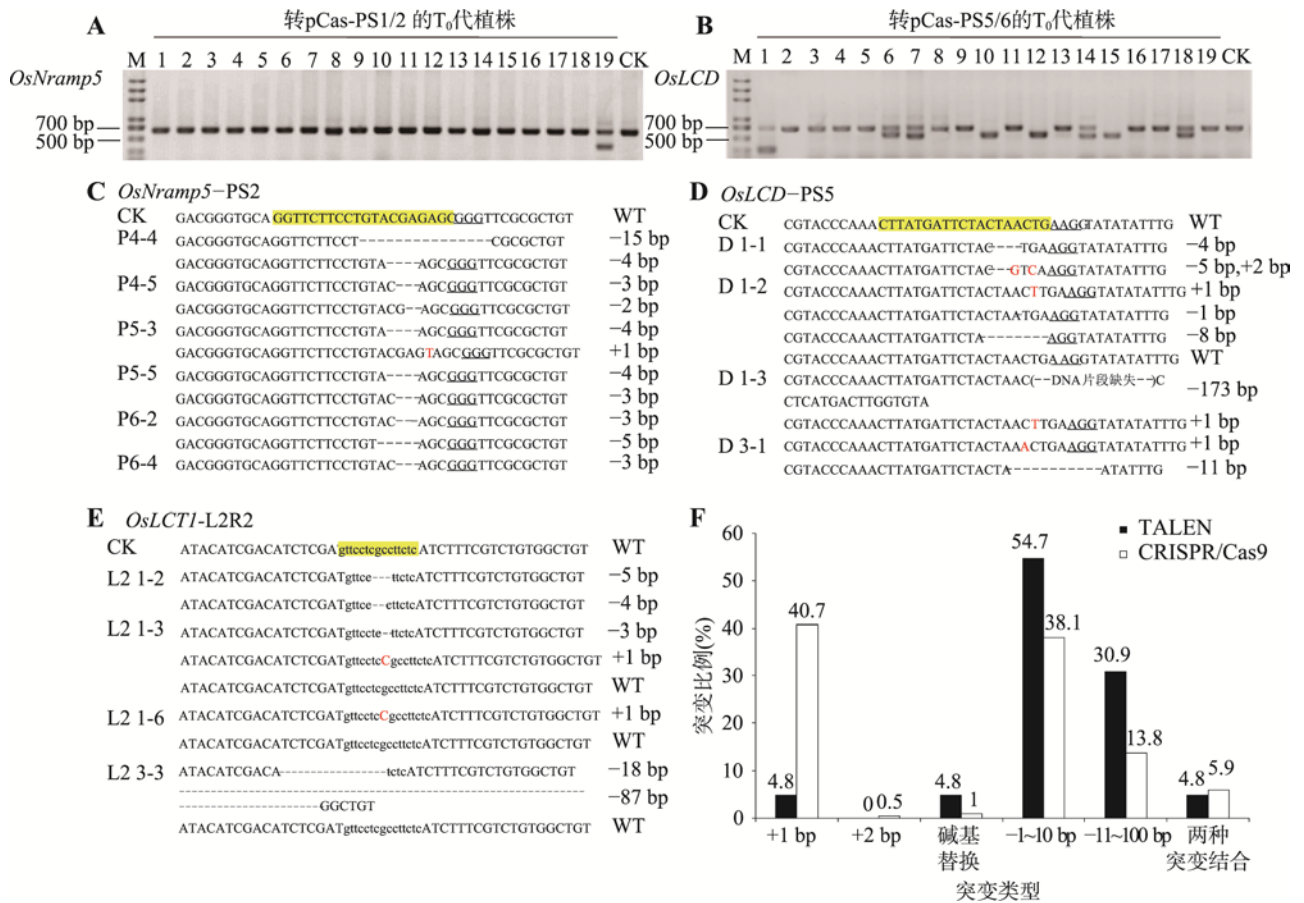 A 转pCas-PS1/2 的T0代植株
M 1 2 3 4 5 6 7 8 9 10 11 12 13 14 15 16 17 18 19 CK
OsNramp5
700 bp
500 bp
B 转pCas-PS5/6的T0代植株
M 1 2 3 4 5 6 7 8 9 10 11 12 13 14 15 16 17 18 19 CK
OsLCD
700 bp
500 bp
C OsNramp5−PS2
CK GACGGGTGCA GGTTCTTCCTGTACGAGAGCGGGTTCGCGCTGT WT
P4-4 GACGGGTGCAGGTTCTTCCT---------------CGCGCTGT −15 bp
GACGGGTGCAGGTTCTTCCTGTA----AGCGGGTTCGCGCTGT −4 bp
P4-5 GACGGGTGCAGGTTCTTCCTGTAC---AGCGGGTTCGCGCTGT −3 bp
GACGGGTGCAGGTTCTTCCTGTACG--AGCGGGTTCGCGCTGT −2 bp
P5-3 GACGGGTGCAGGTTCTTCCTGTA----AGCGGGTTCGCGCTGT −4 bp
GACGGGTGCAGGTTCTTCCTGTACGAGTAGCGGGTTCGCGCTGT +1 bp
P5-5 GACGGGTGCAGGTTCTTCCTGTA----AGCGGGTTCGCGCTGT −4 bp
GACGGGTGCAGGTTCTTCCTGTAC---AGCGGGTTCGCGCTGT −3 bp
P6-2 GACGGGTGCAGGTTCTTCCTGTAC---AGCGGGTTCGCGCTGT −3 bp
GACGGGTGCAGGTTCTTCCTGT-----AGCGGGTTCGCGCTGT −5 bp
P6-4 GACGGGTGCAGGTTCTTCCTGTAC---AGCGGGTTCGCGCTGT −3 bp
D OsLCD−PS5
CK CGTACCCAAACTTATGATTCTACTAACTGAAGGTATATATTTG WT
D 1-1 CGTACCCAAACTTATGATTCTAC----TGAAGGTATATATTTG −4 bp
CGTACCCAAACTTATGATTCTAC---GTCAAGGTATATATTTG −5 bp,+2 bp
D 1-2 CGTACCCAAACTTATGATTCTACTAACTTGAAGGTATATATTTG +1 bp
CGTACCCAAACTTATGATTCTACTAA-TGAAGGTATATATTTG −1 bp
CGTACCCAAACTTATGATTCTA--------AGGTATATATTTG −8 bp
CGTACCCAAACTTATGATTCTACTAACTGAAGGTATATATTTG WT
D 1-3 CGTACCCAAACTTATGATTCTACTAAC(--DNA 片段缺失--)C −173 bp
CTCATGACTTGGTGTA
CGTACCCAAACTTATGATTCTACTAACTTGAAGGTATATATTTG +1 bp
D 3-1 CGTACCCAAACTTATGATTCTACTAAACTGAAGGTATATATTTG +1 bp
CGTACCCAAACTTATGATTCTACTA-----------ATATTTG −11 bp
E OsLCT1-L2R2
CK ATACATCGACATCTCGAgttcctcgccttctcATCTTTCGTCTGTGGCTGT WT
L2 1-2 ATACATCGACATCTCGATgttcc---ttctcATCTTTCGTCTGTGGCTGT −5 bp
ATACATCGACATCTCGATgttcc---cttctcATCTTTCGTCTGTGGCTGT −4 bp
L2 1-3 ATACATCGACATCTCGATgttcctc--ttctcATCTTTCGTCTGTGGCTGT −3 bp
ATACATCGACATCTCGATgttcctcCgccttctcATCTTTCGTCTGTGGCTGT +1 bp
ATACATCGACATCTCGATgttcctcgccttctcATCTTTCGTCTGTGGCTGT WT
L2 1-6 ATACATCGACATCTCGATgttcctcCgccttctcATCTTTCGTCTGTGGCTGT +1 bp
ATACATCGACATCTCGATgttcctcgccttctcATCTTTCGTCTGTGGCTGT WT
L2 3-3 ATACATCGACA------------------tctcATCTTTCGTCTGTGGCTGT −18 bp
GGCTGT −87 bp
ATACATCGACATCTCGATgttcctcgccttctcATCTTTCGTCTGTGGCTGT WT
F
TALEN
CRISPR/Cas9
突变比例(%)
60
50
40
30
20
10
0
4.8 40.7 0 0.5 4.8 1 54.7 38.1 30.9 13.8 4.8 5.9
+1 bp +2 bp 碱基替换 −1~10 bp −11~100 bp 两种突变结合
突变类型